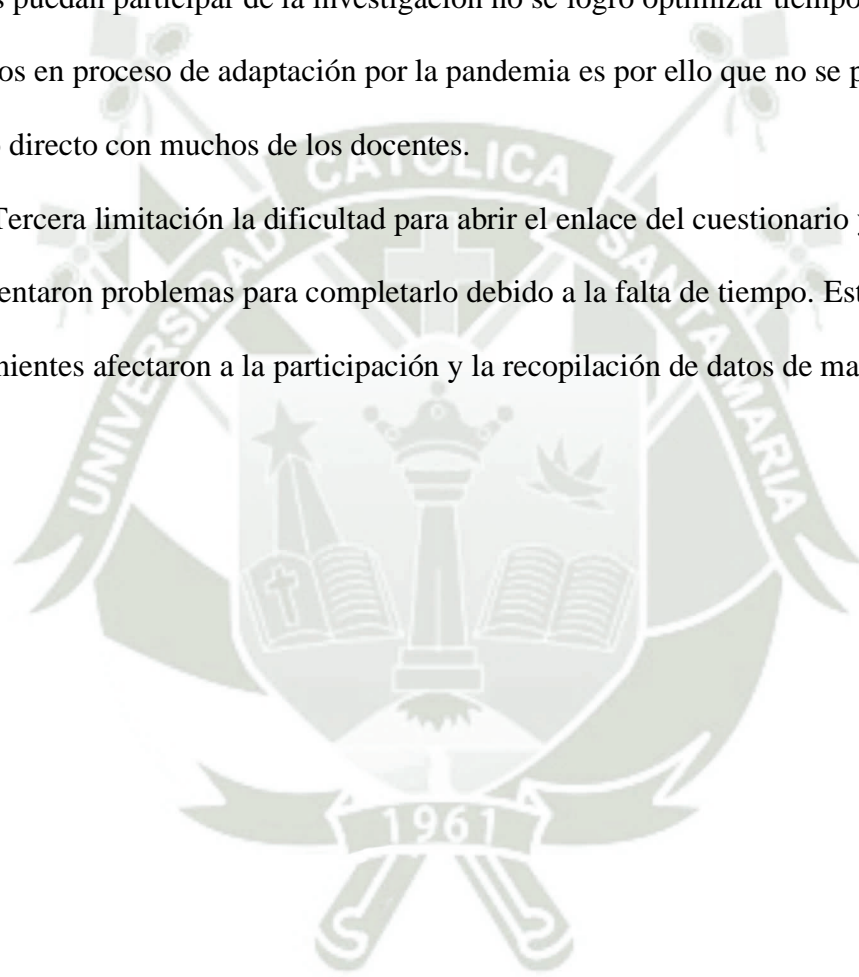 s puedan participar de la investigación no se logró optimizar tiempo
os en proceso de adaptación por la pandemia es por ello que no se p
directo con muchos de los docentes.
Tercera limitación la dificultad para abrir el enlace del cuestionario y
entaron problemas para completarlo debido a la falta de tiempo. Est
nientes afectaron a la participación y la recopilación de datos de ma
UNIVERSIDAD CATOLICA SANTA MARIA
1961